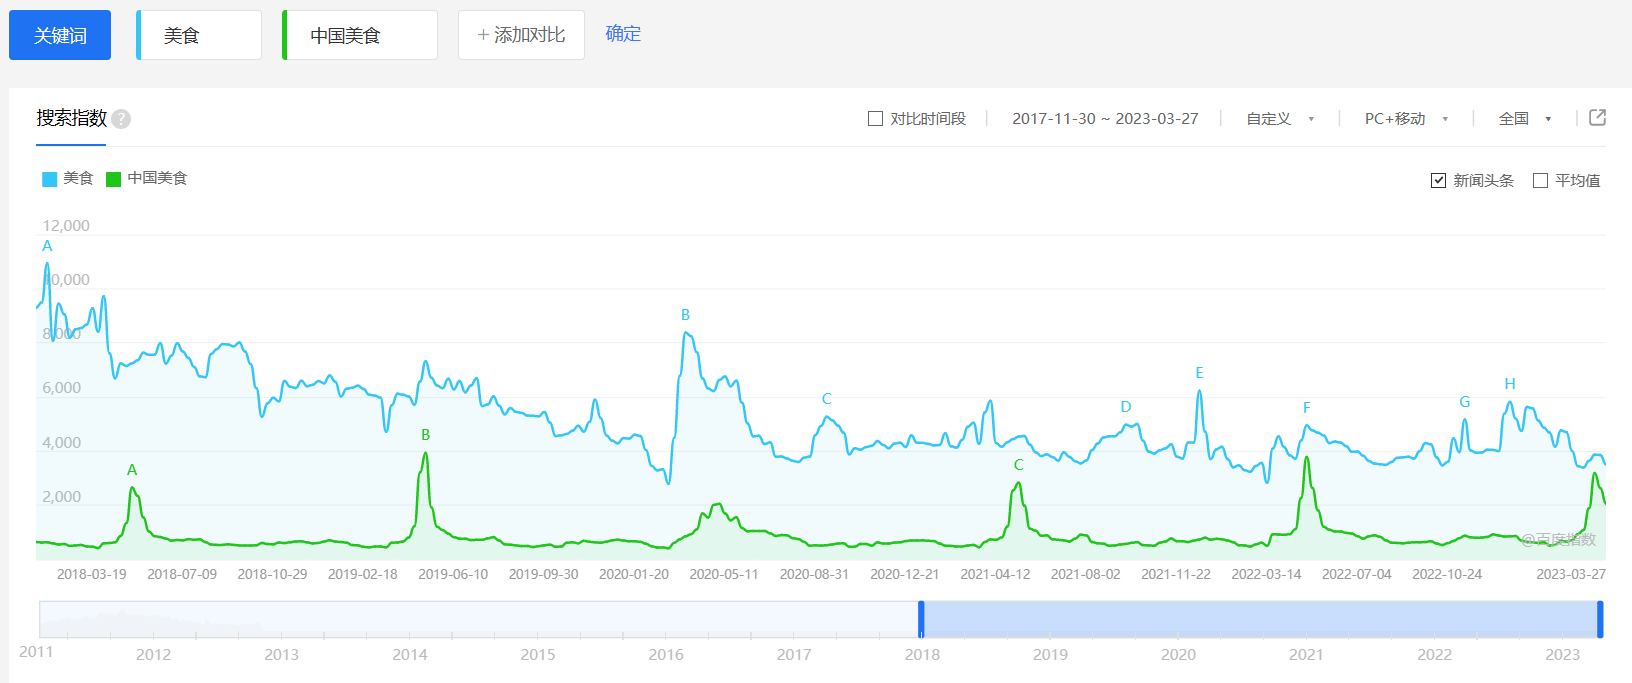 关键词 美食 中国美食 + 添加对比 确定
搜索指数 ? 对比时间段 2017-11-30 ~ 2023-03-27 自定义 PC+移动 全国
美食 中国美食 新闻头条 平均值
12,000
A
10,000
8,000
B
E
6,000
H
C
G
D
F
B
4,000
C
A
2,000
@百度指数
2018-03-19 2018-07-09 2018-10-29 2019-02-18 2019-06-10 2019-09-30 2020-01-20 2020-05-11 2020-08-31 2020-12-21 2021-04-12 2021-08-02 2021-11-22 2022-03-14 2022-07-04 2022-10-24 2023-03-27
2011 2012 2013 2014 2015 2016 2017 2018 2019 2020 2021 2022 2023